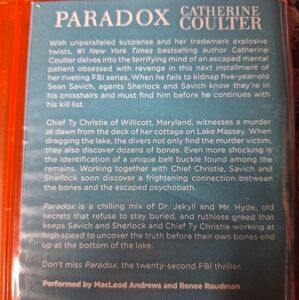 PARADOX CATHERINE
COULTER
With unparalleled suspense and her trademark explosive
twists, #1 New York Times bestselling author Catherine
Coulter delves into the terrifying mind of an escaped mental
patient obsessed with revenge in this next installment of
her riveting FBI series. When he fails to kidnap five-year-old
Sean Savich, agents Sherlock and Savich know they're in
his crosshairs and must find him before he continues with
his kill list.
Chief Ty Christie of Willicott, Maryland, witnesses a murder
at dawn from the deck of her cottage on Lake Massey. When
dragging the lake, the divers not only find the murder victim,
they also discover dozens of bones. Even more shocking is
the identification of a unique belt buckle found among the
remains. Working together with Chief Christie, Savich and
Sherlock soon discover a frightening connection between
the bones and the escaped psychopath.
Paradox is a chilling mix of Dr. Jekyll and Mr. Hyde, old
secrets that refuse to stay buried, and ruthless greed that
keeps Savich and Sherlock and Chief Ty Christie working at
high speed to uncover the truth before their own bones end
up at the bottom of the lake.
Don't miss Paradox, the twenty-second FBI thriller.
Performed by MacLeod Andrews and Renee Raudman